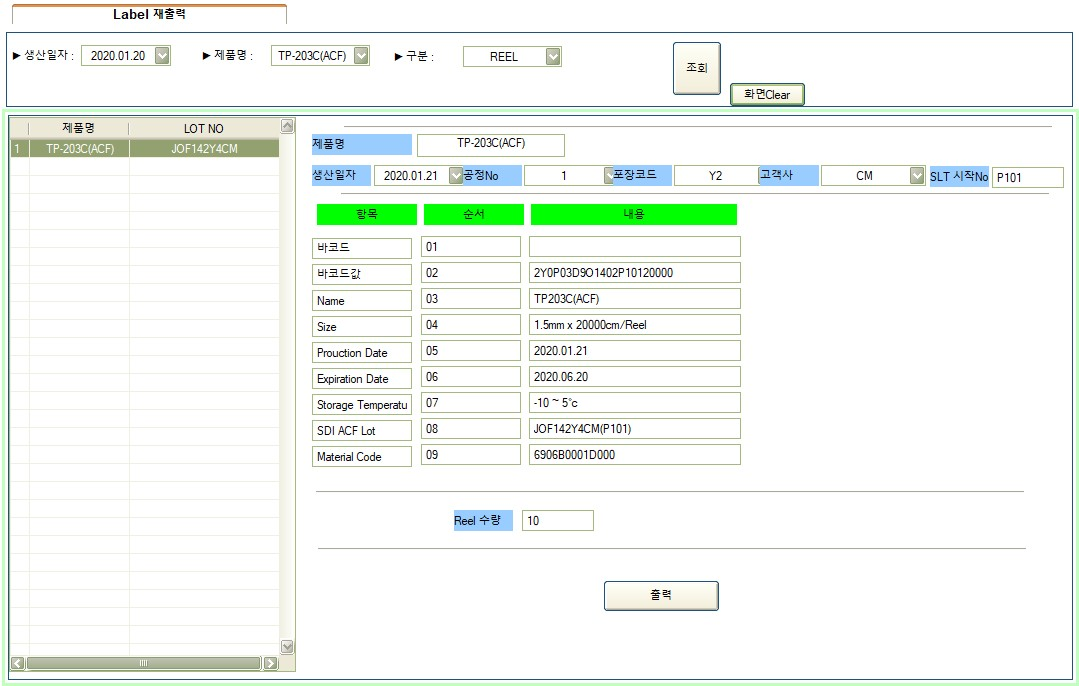 Label 재출력
▶ 생산일자 : 2020.01.20 ▶ 제품명 : TP-203C(ACF) ▶ 구분 : REEL 조회
화면Clear
제품명 LOT NO
1 TP-203C(ACF) JOF142Y4CM
제품명 TP-203C(ACF)
생산일자 2020.01.21 공정No 1 포장코드 Y2 고객사 CM SLT 시작No P101
항목 순서 내용
바코드 01
바코드값 02 2Y0P03D9O1402P10120000
Name 03 TP203C(ACF)
Size 04 1.5mm x 20000cm/Reel
Prouction Date 05 2020.01.21
Expiration Date 06 2020.06.20
Storage Temperatu 07 -10 ~ 5℃
SDI ACF Lot 08 JOF142Y4CM(P101)
Material Code 09 6906B0001D000
Reel 수량 10
출력